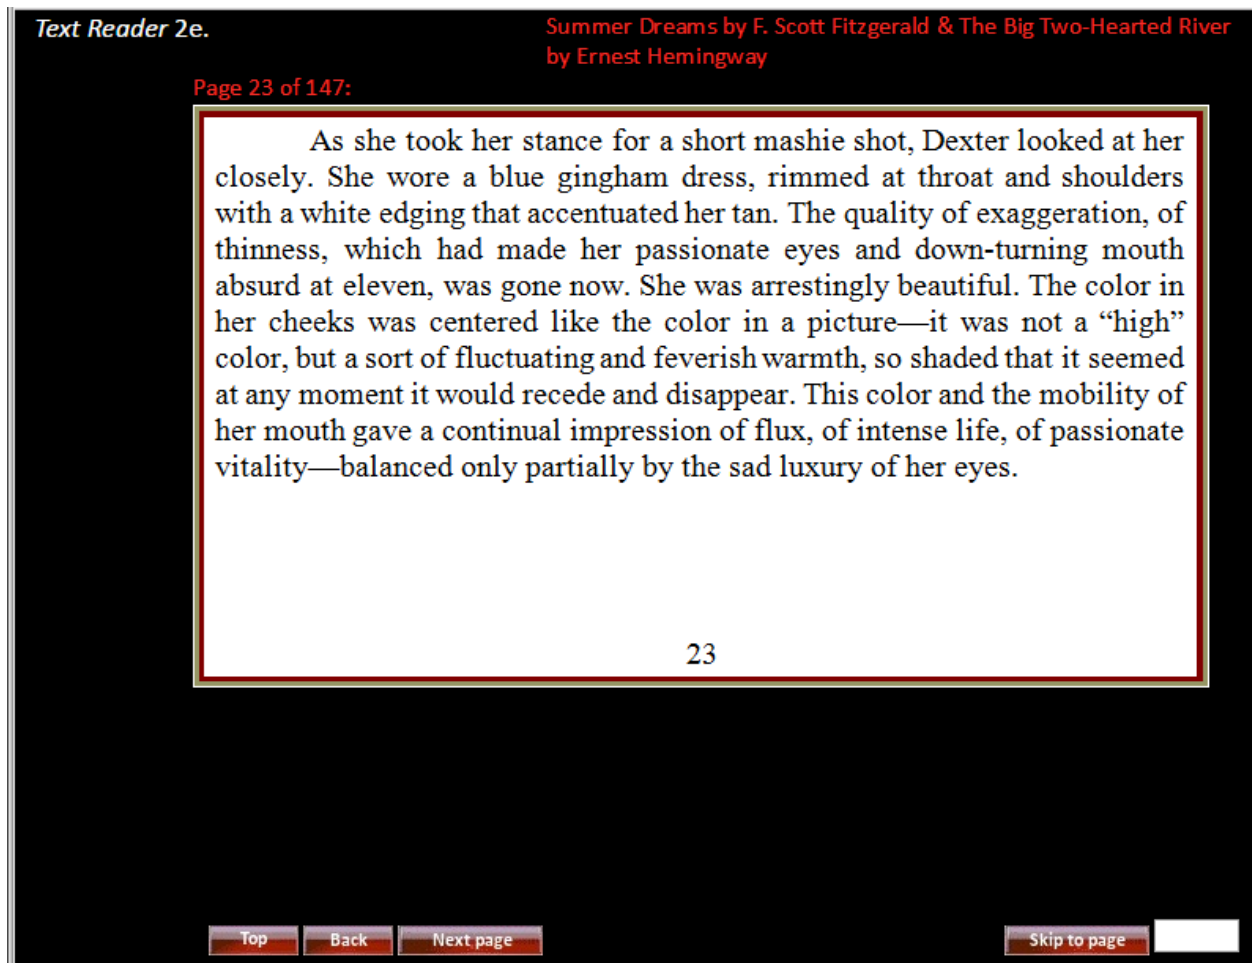 Text Reader 2e.
Summer Dreams by F. Scott Fitzgerald & The Big Two-Hearted River
by Ernest Hemingway
Page 23 of 147:
As she took her stance for a short mashie shot, Dexter looked at her
closely. She wore a blue gingham dress, rimmed at throat and shoulders
with a white edging that accentuated her tan. The quality of exaggeration, of
thinness, which had made her passionate eyes and down-turning mouth
absurd at eleven, was gone now. She was arrestingly beautiful. The color in
her cheeks was centered like the color in a picture—it was not a “high”
color, but a sort of fluctuating and feverish warmth, so shaded that it seemed
at any moment it would recede and disappear. This color and the mobility of
her mouth gave a continual impression of flux, of intense life, of passionate
vitality—balanced only partially by the sad luxury of her eyes.
23
Top Back Next page Skip to page